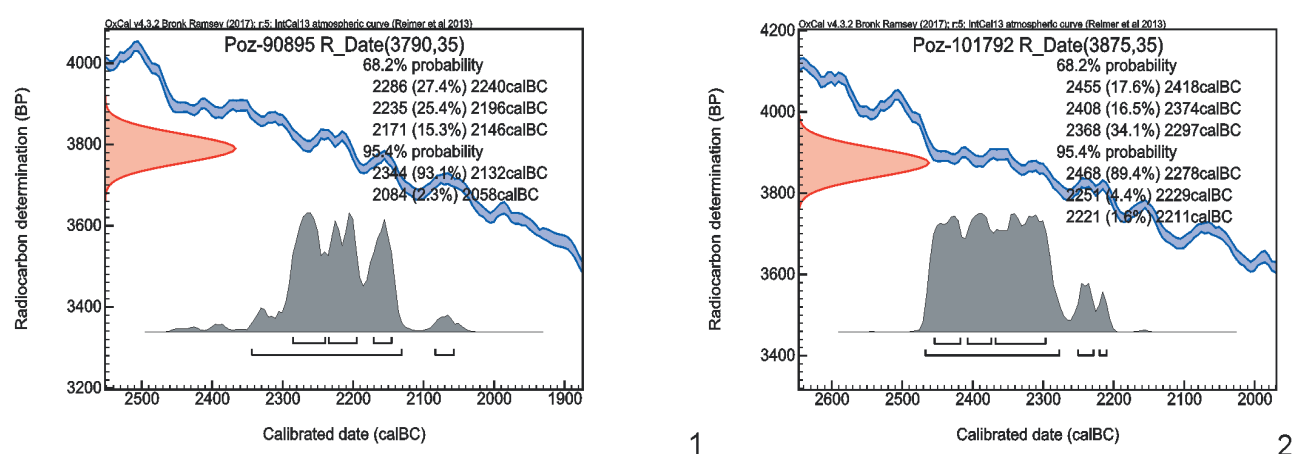 OxCal v4.3.2 Bronk Ramsey (2017); r:5; IntCal13 atmospheric curve (Reimer et al 2013)
Poz-90895 R_Date(3790,35)
68.2% probability
2286 (27.4%) 2240calBC
2235 (25.4%) 2196calBC
2171 (15.3%) 2146calBC
95.4% probability
2344 (93.1%) 2132calBC
2084 (2.3%) 2058calBC
Radiocarbon determination (BP)
4000
3800
3600
3400
3200
2500
2400
2300
2200
2100
2000
1900
Calibrated date (calBC)
1
OxCal v4.3.2 Bronk Ramsey (2017); r:5; IntCal13 atmospheric curve (Reimer et al 2013)
Poz-101792 R_Date(3875,35)
68.2% probability
2455 (17.6%) 2418calBC
2408 (16.5%) 2374calBC
2368 (34.1%) 2297calBC
95.4% probability
2468 (89.4%) 2278calBC
2251 (4.4%) 2229calBC
2221 (1.6%) 2211calBC
Radiocarbon determination (BP)
4200
4000
3800
3600
3400
2600
2500
2400
2300
2200
2100
2000
Calibrated date (calBC)
2